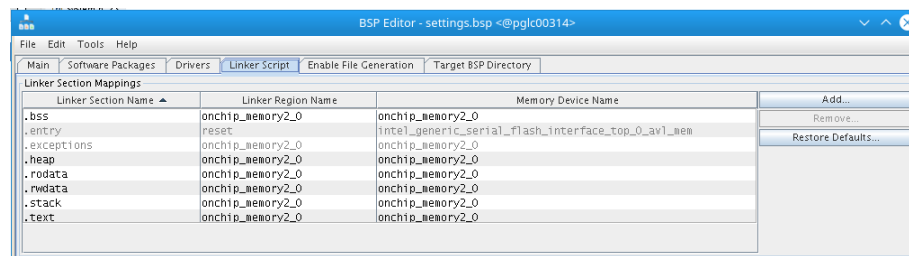 BSP Editor - settings.bsp <@pglc00314>
File Edit Tools Help
Main Software Packages Drivers Linker Script Enable File Generation Target BSP Directory
Linker Section Mappings
Linker Section Name Linker Region Name Memory Device Name Add...
.bss onchip_memory2_0 onchip_memory2_0 Remove...
.entry reset intel_generic_serial_flash_interface_top_0_avl_mem Restore Defaults...
.exceptions onchip_memory2_0 onchip_memory2_0
.heap onchip_memory2_0 onchip_memory2_0
.rodata onchip_memory2_0 onchip_memory2_0
.rwdata onchip_memory2_0 onchip_memory2_0
.stack onchip_memory2_0 onchip_memory2_0
.text onchip_memory2_0 onchip_memory2_0